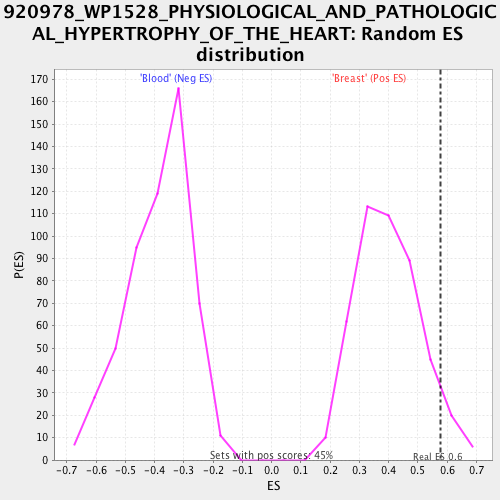 920978_WP1528_PHYSIOLOGICAL_AND_PATHOLOGIC
AL_HYPERTROPHY_OF_THE_HEART: Random ES
distribution
'Blood' (Neg ES) 'Breast' (Pos ES)
170
160
150
140
130
120
110
100
90
80
70
60
50
40
30
20
10
0
P(ES)
Sets with pos scores: 45%
Real ES 0.6
-0.7 -0.6 -0.5 -0.4 -0.3 -0.2 -0.1 0.0 0.1 0.2 0.3 0.4 0.5 0.6 0.7
ES